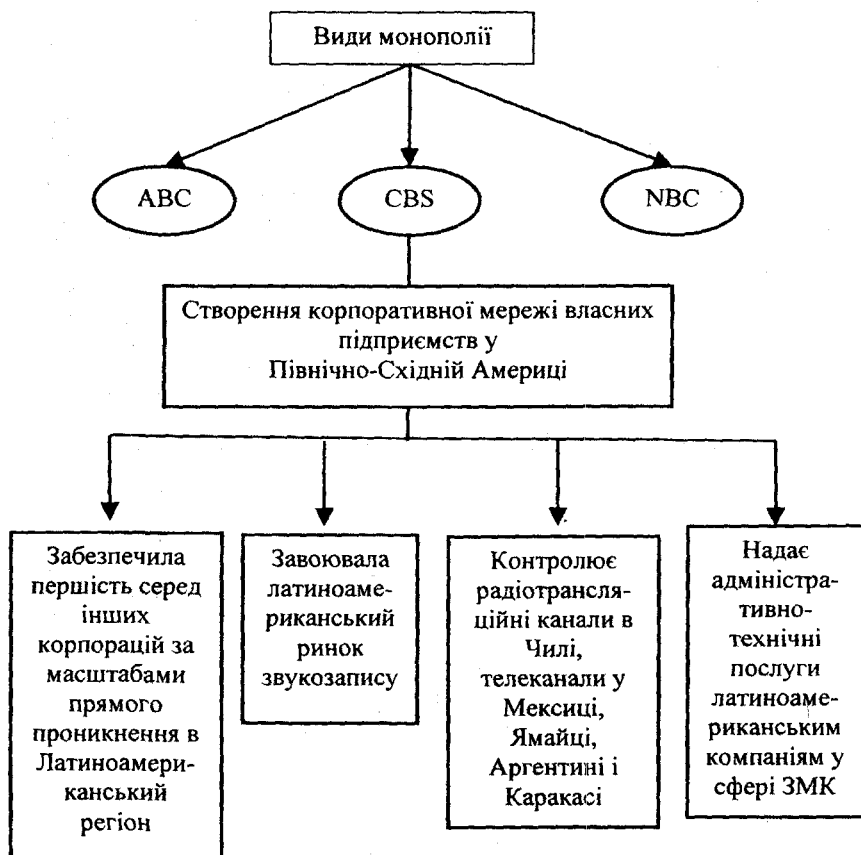 Види монополії
ABC
CBS
NBC
Створення корпоративної мережі власних
підприємств у
Північно-Східній Америці
Забезпечила
першість серед
інших
корпорацій за
масштабами
прямого
проникнення в
Латиноамери-
канський
регіон
Завоювала
латиноаме-
риканський
ринок
звукозапису
Контролює
радіотрансля-
ційні канали в
Чилі,
телеканали у
Мексиці,
Ямайці,
Аргентині і
Каракасі
Надає
адміністра-
тивно-
технічні
послуги
латиноаме-
риканським
компаніям у
сфері ЗМК